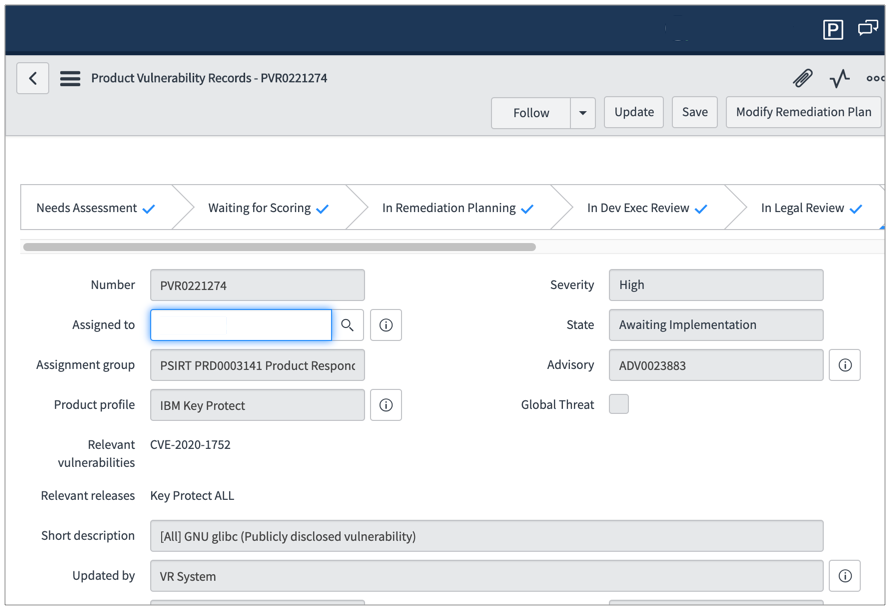 P
Product Vulnerability Records - PVR0221274
Follow
Update
Save
Modify Remediation Plan
Needs Assessment
Waiting for Scoring
In Remediation Planning
In Dev Exec Review
In Legal Review
Number
PVR0221274
Severity
High
Assigned to
State
Awaiting Implementation
Assignment group
PSIRT PRD0003141 Product Respond
Advisory
ADV0023883
Product profile
IBM Key Protect
Global Threat
Relevant
vulnerabilities
CVE-2020-1752
Relevant releases
Key Protect ALL
Short description
[All] GNU glibc (Publicly disclosed vulnerability)
Updated by
VR System